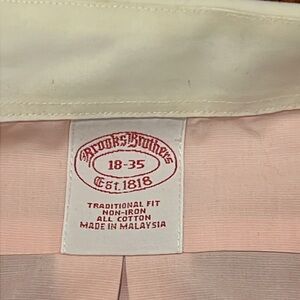 Brooks Brothers
18-35
Est. 1818
TRADITIONAL FIT
NON-IRON
ALL COTTON
MADE IN MALAYSIA